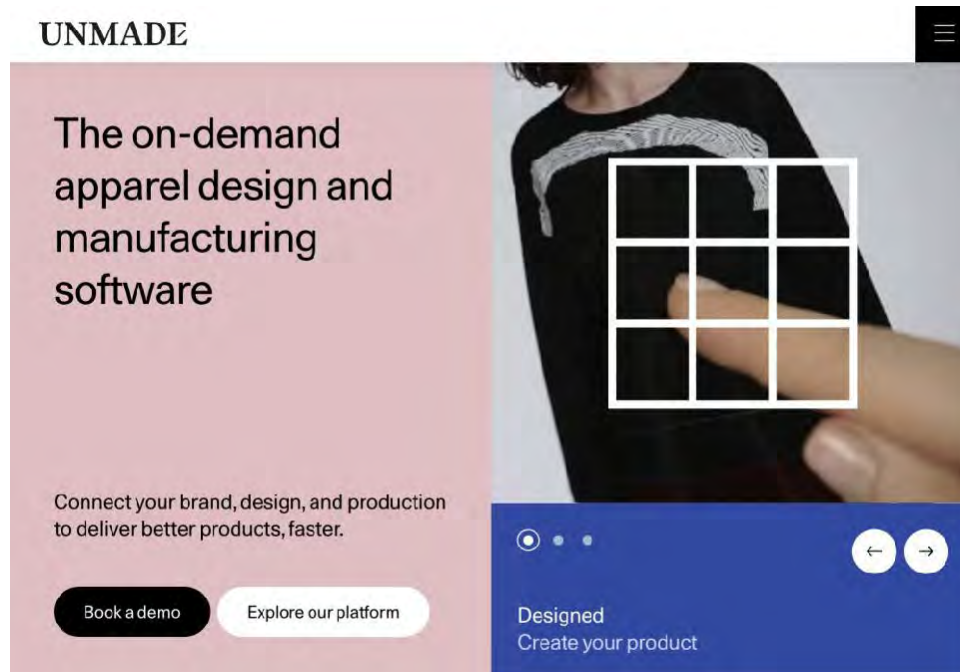 UNMADE
The on-demand
apparel design and
manufacturing
software
Connect your brand, design, and production
to deliver better products, faster.
Book a demo
Explore our platform
Designed
Create your product